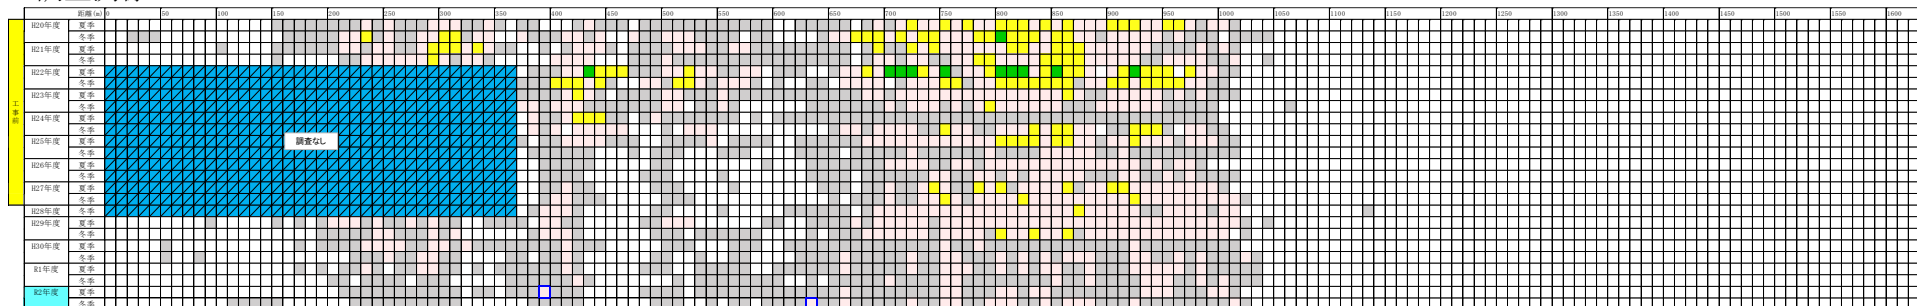 距離(m) 0 50 100 150 200 250 300 350 400 450 500 550 600 650 700 750 800 850 900 950 1000 1050 1100 1150 1200 1250 1300 1350 1400 1450 1500 1550 1600
工事前
H20年度 夏季
冬季
H21年度 夏季
冬季
H22年度 夏季
冬季
H23年度 夏季
冬季
H24年度 夏季
冬季
調査なし
H25年度 夏季
冬季
H26年度 夏季
冬季
H27年度 夏季
冬季
H28年度 冬季
H29年度 夏季
冬季
H30年度 夏季
冬季
R1年度 夏季
冬季
R2年度 夏季
冬季